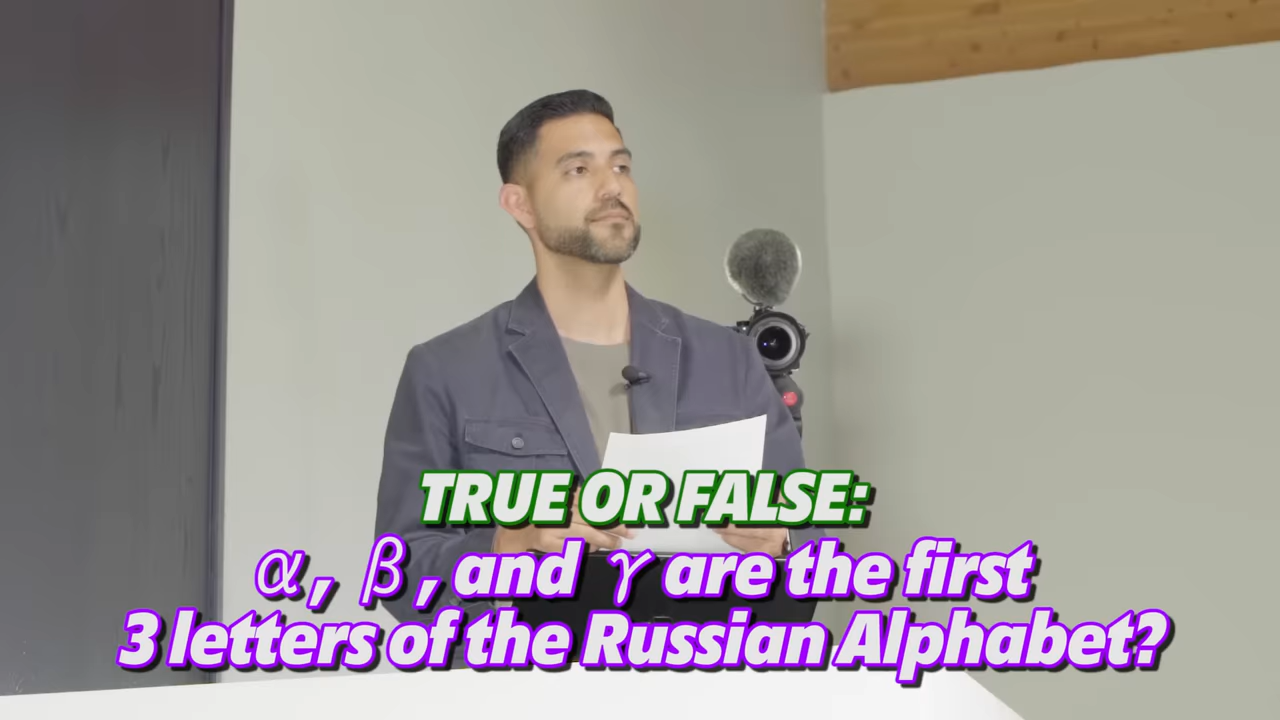 TRUE OR FALSE:
α, β, and γ are the first
3 letters of the Russian Alphabet?